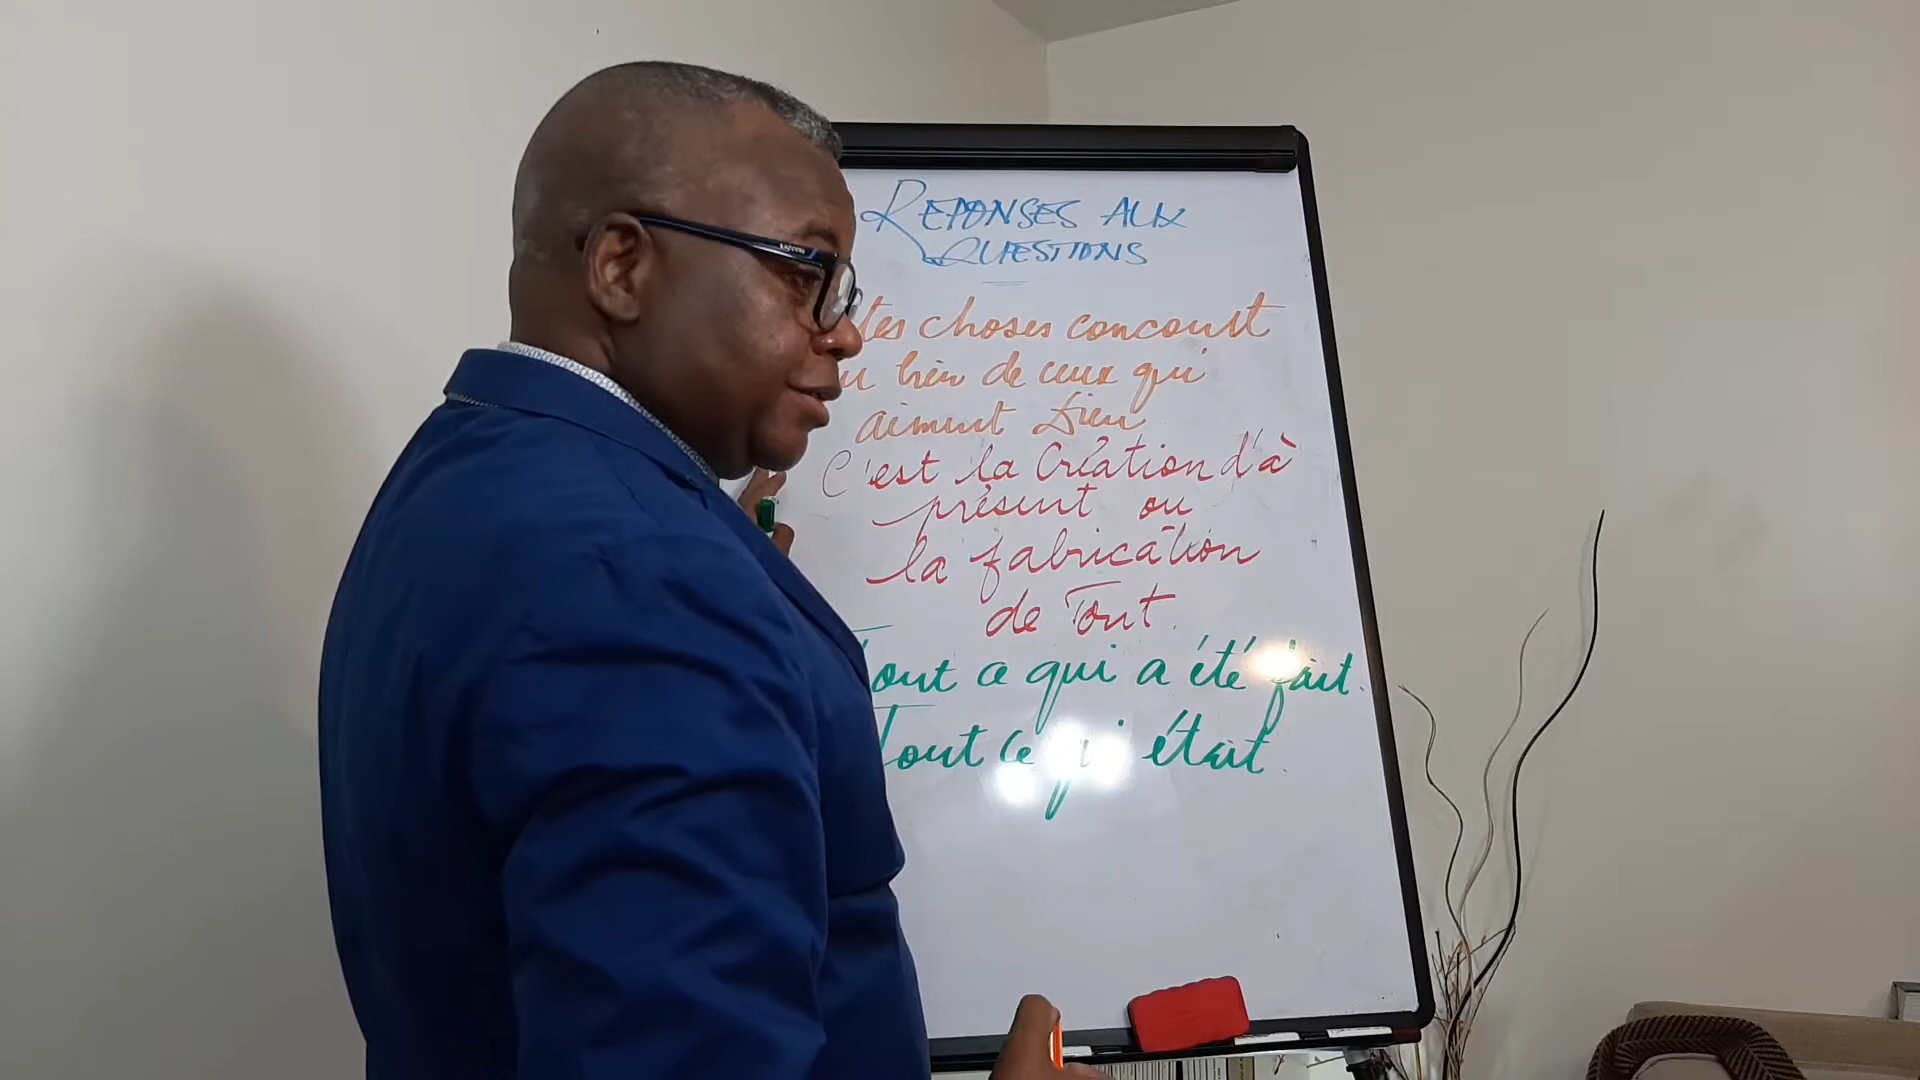 REPONSES AUX
QUESTIONS
tes choses concourt
u bien de ceux qui
aiment Dieu
C'est la Création d'à
présent ou
la fabrication
de Tout.
Tout ce qui a été fait.
Tout ce qui était.